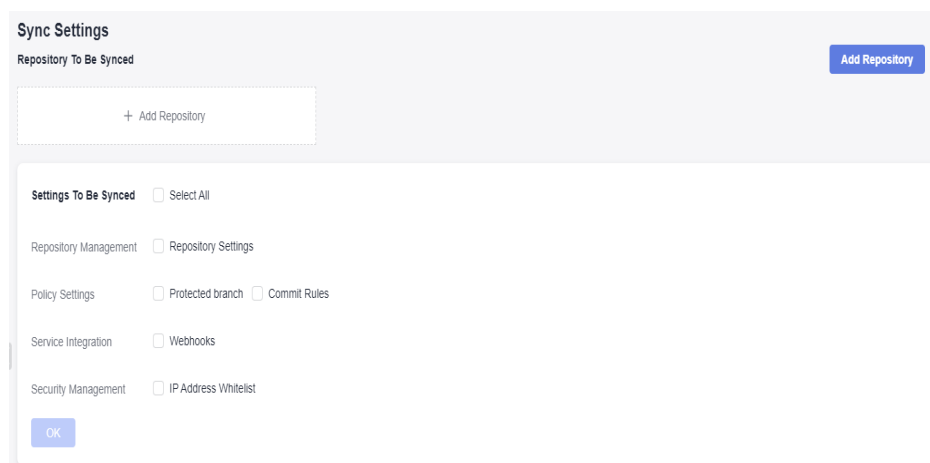 Sync Settings
Repository To Be Synced
Add Repository
+ Add Repository
Settings To Be Synced Select All
Repository Management Repository Settings
Policy Settings Protected branch Commit Rules
Service Integration Webhooks
Security Management IP Address Whitelist
OK